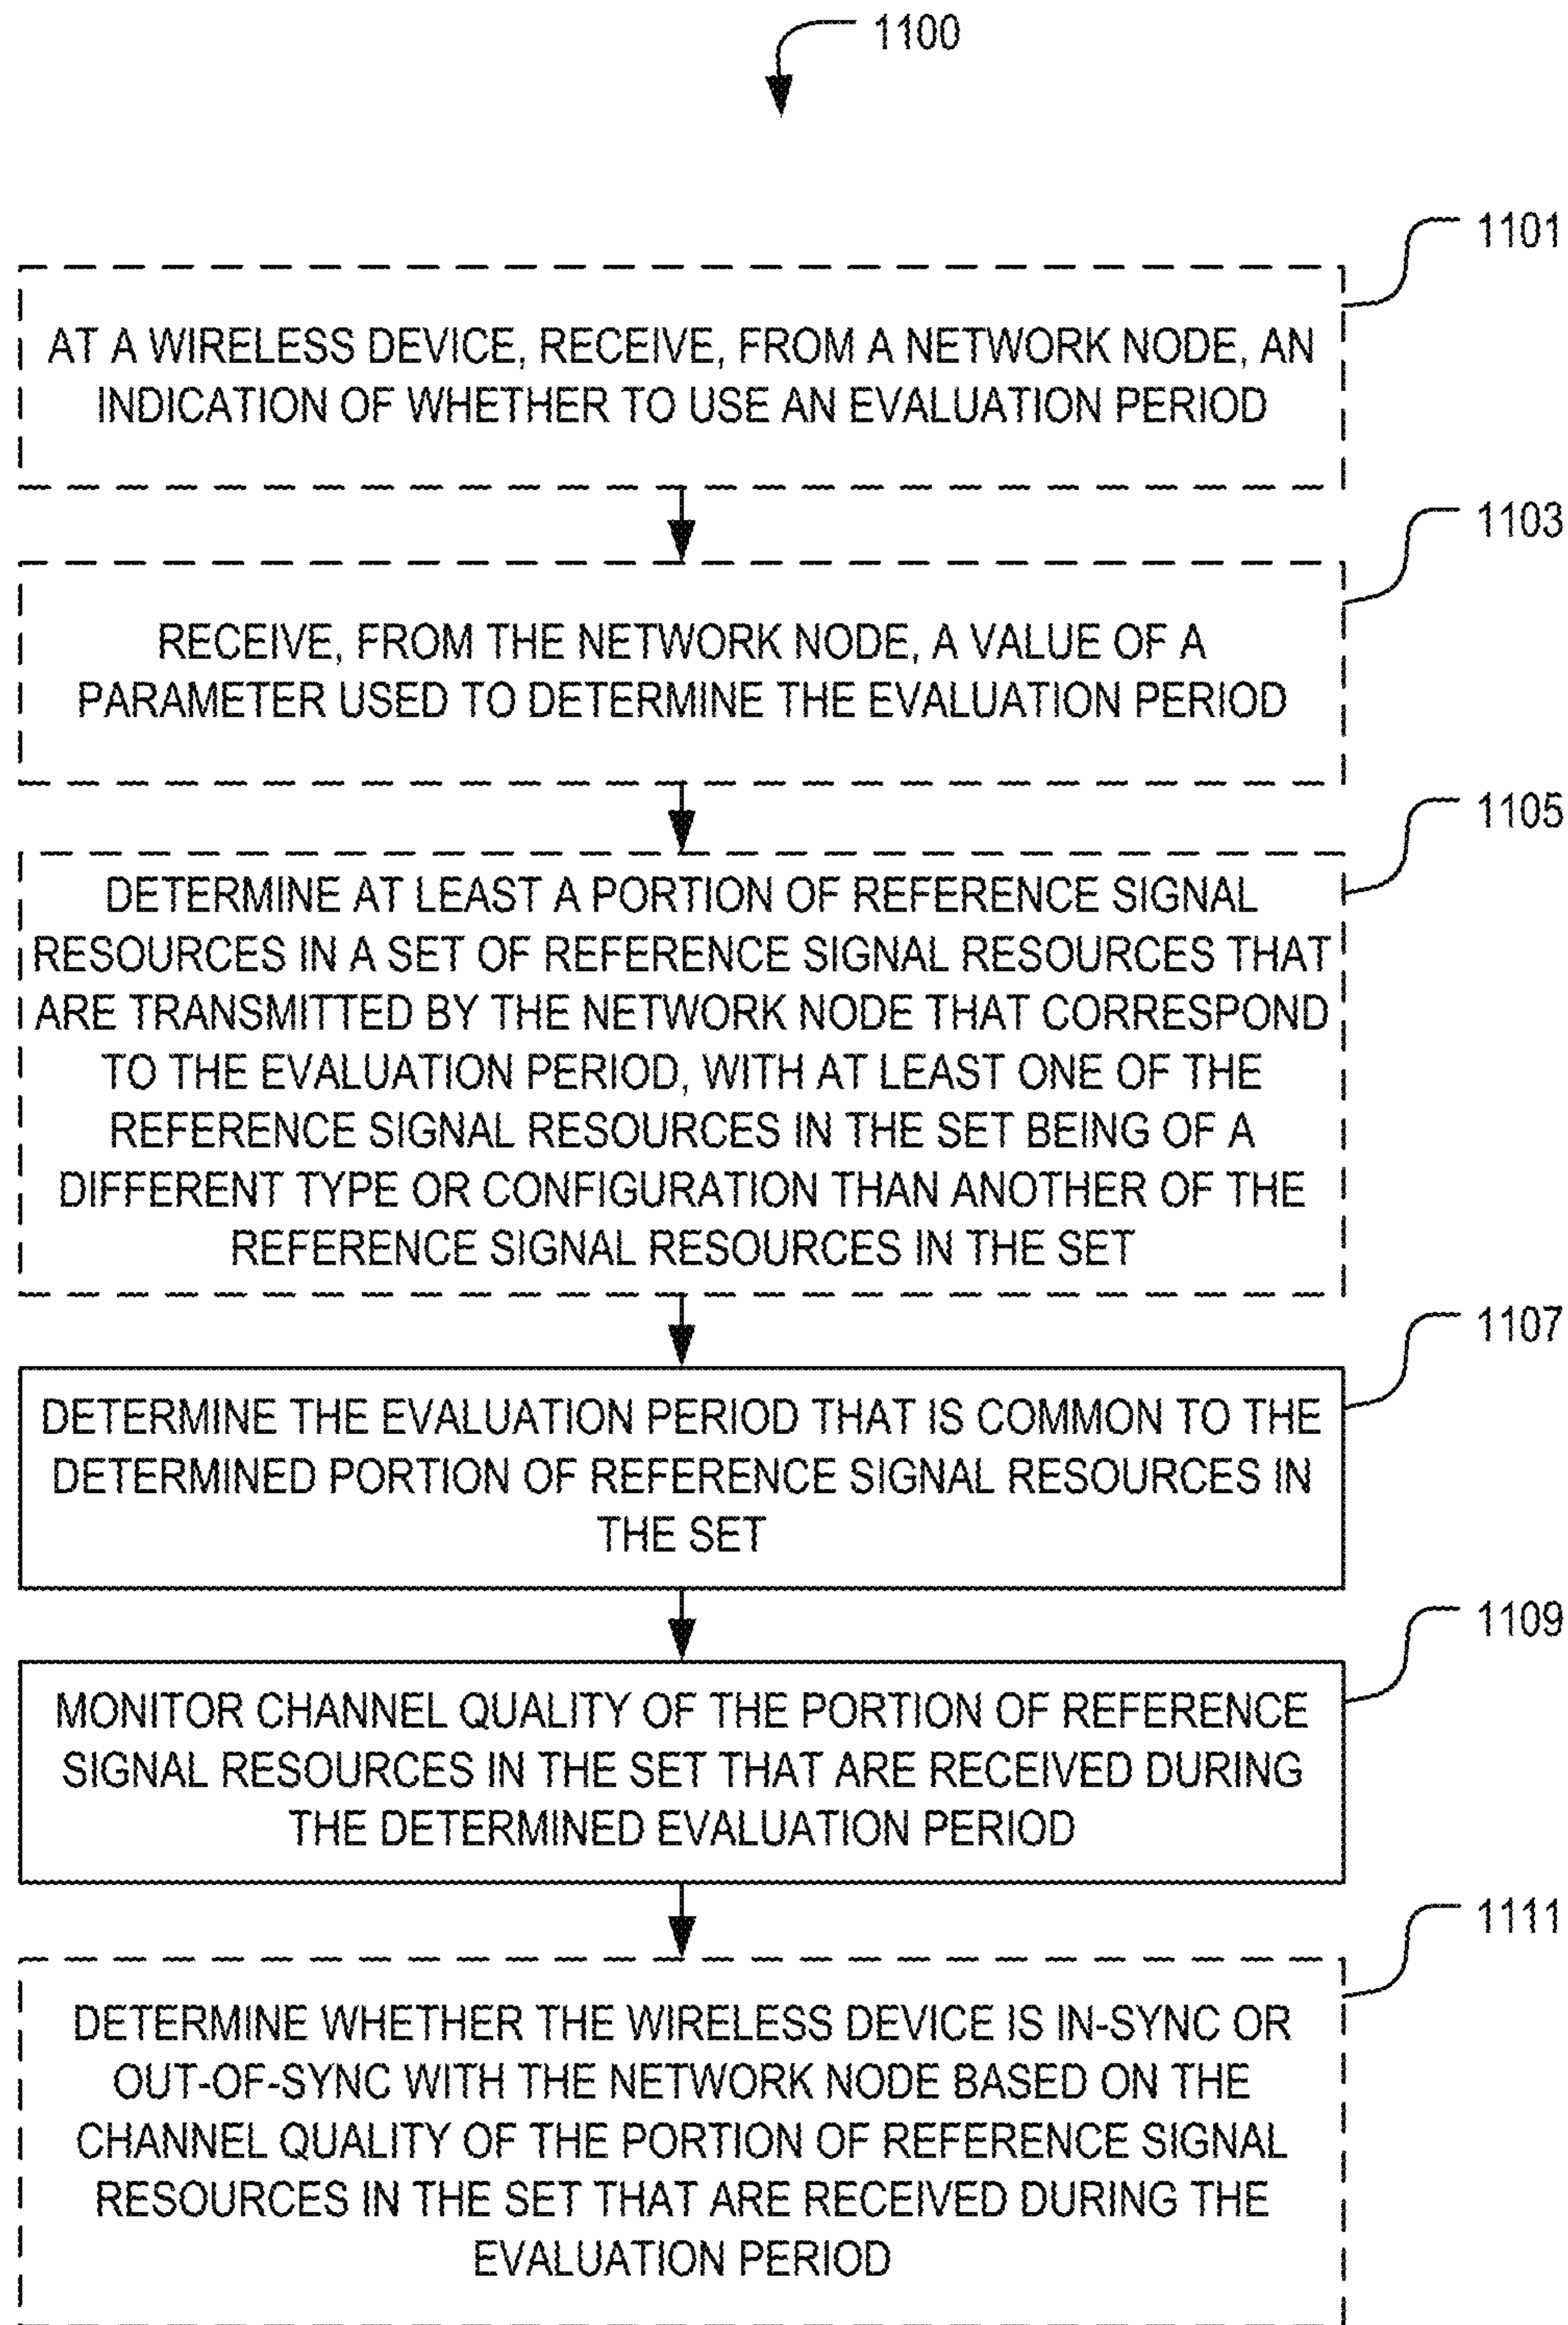 1100
1101
AT A WIRELESS DEVICE, RECEIVE, FROM A NETWORK NODE, AN
INDICATION OF WHETHER TO USE AN EVALUATION PERIOD
1103
RECEIVE, FROM THE NETWORK NODE, A VALUE OF A
PARAMETER USED TO DETERMINE THE EVALUATION PERIOD
1105
DETERMINE AT LEAST A PORTION OF REFERENCE SIGNAL
RESOURCES IN A SET OF REFERENCE SIGNAL RESOURCES THAT
ARE TRANSMITTED BY THE NETWORK NODE THAT CORRESPOND
TO THE EVALUATION PERIOD, WITH AT LEAST ONE OF THE
REFERENCE SIGNAL RESOURCES IN THE SET BEING OF A
DIFFERENT TYPE OR CONFIGURATION THAN ANOTHER OF THE
REFERENCE SIGNAL RESOURCES IN THE SET
1107
DETERMINE THE EVALUATION PERIOD THAT IS COMMON TO THE
DETERMINED PORTION OF REFERENCE SIGNAL RESOURCES IN
THE SET
1109
MONITOR CHANNEL QUALITY OF THE PORTION OF REFERENCE
SIGNAL RESOURCES IN THE SET THAT ARE RECEIVED DURING
THE DETERMINED EVALUATION PERIOD
1111
DETERMINE WHETHER THE WIRELESS DEVICE IS IN-SYNC OR
OUT-OF-SYNC WITH THE NETWORK NODE BASED ON THE
CHANNEL QUALITY OF THE PORTION OF REFERENCE SIGNAL
RESOURCES IN THE SET THAT ARE RECEIVED DURING THE
EVALUATION PERIOD